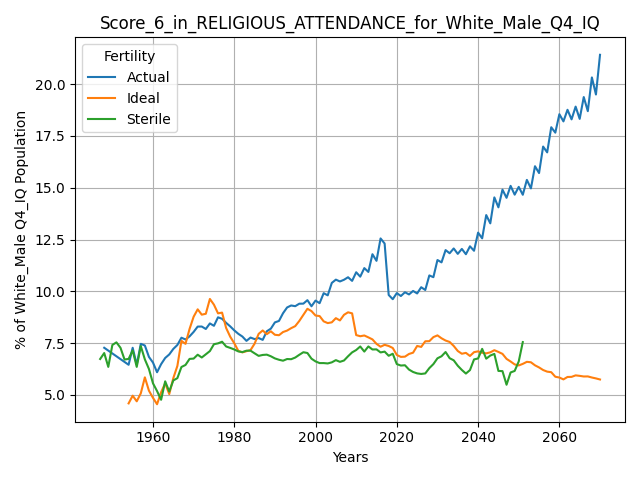 Score_6_in_RELIGIOUS_ATTENDANCE_for_White_Male_Q4_IQ
Fertility
Actual
Ideal
Sterile
% of White_Male Q4_IQ Population
20.0
17.5
15.0
12.5
10.0
7.5
5.0
1960
1980
2000
2020
2040
2060
Years